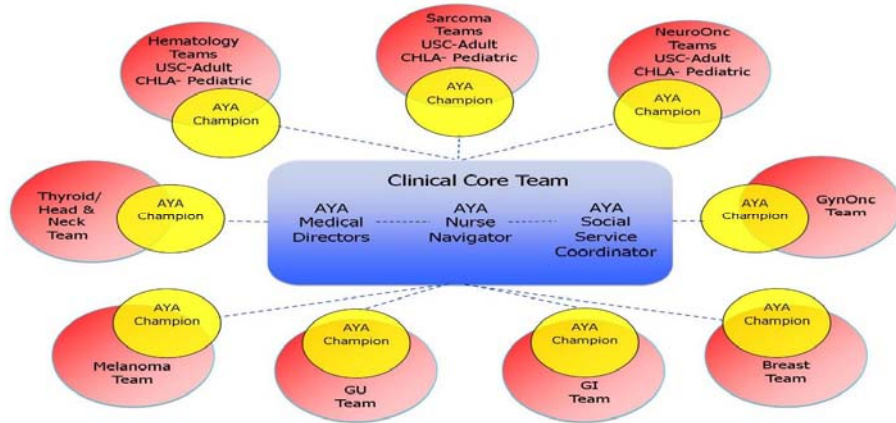 Hematology
Teams
USC-Adult
CHLA- Pediatric
AYA
Champion
Sarcoma
Teams
USC-Adult
CHLA- Pediatric
AYA
Champion
NeuroOnc
Teams
USC-Adult
CHLA- Pediatric
AYA
Champion
Thyroid/
Head &
Neck
Team
AYA
Champion
Clinical Core Team
AYA
Medical
Directors
AYA
Nurse
Navigator
AYA
Social
Service
Coordinator
AYA
Champion
GynOnc
Team
AYA
Champion
Melanoma
Team
AYA
Champion
GU
Team
AYA
Champion
GI
Team
AYA
Champion
Breast
Team